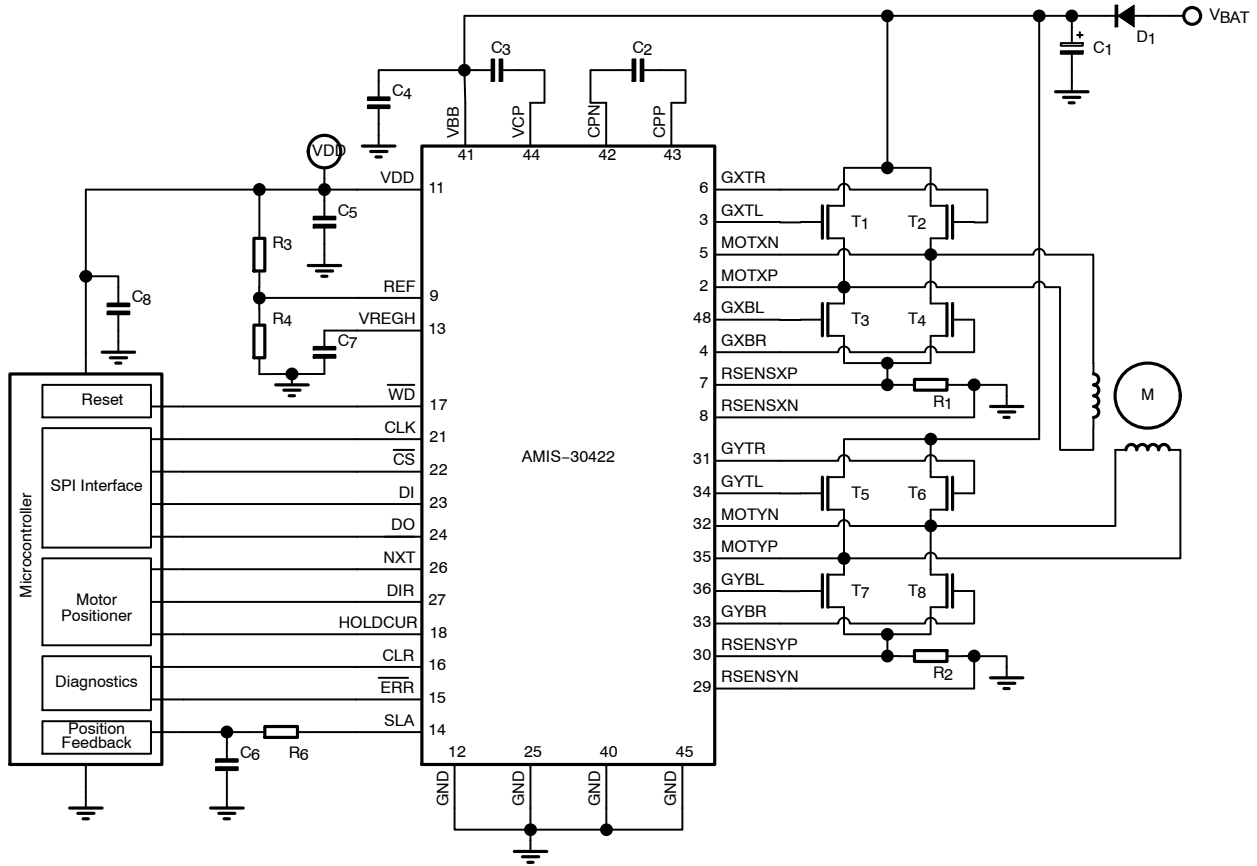 VBAT
D1
C1
+
C3
C2
C4
VBB
VCP
CPN
CPP
41
44
42
43
VDD
VDD
11
C5
R3
REF
9
R4
VREGH
13
C7
C8
Microcontroller
Reset
WD
17
SPI Interface
CLK
21
CS
22
DI
23
DO
24
Motor
Positioner
NXT
26
DIR
27
HOLDCUR
18
Diagnostics
CLR
16
ERR
15
Position
Feedback
SLA
14
C6
R6
AMIS-30422
6
GXTR
3
GXTL
T1
T2
5
MOTXN
2
MOTXP
48
GXBL
T3
T4
4
GXBR
7
RSENSXP
R1
8
RSENSXN
M
31
GYTR
34
GYTL
T5
T6
32
MOTYN
35
MOTYP
36
GYBL
T7
T8
33
GYBR
30
RSENSYP
R2
29
RSENSYN
12
25
40
45
GND
GND
GND
GND